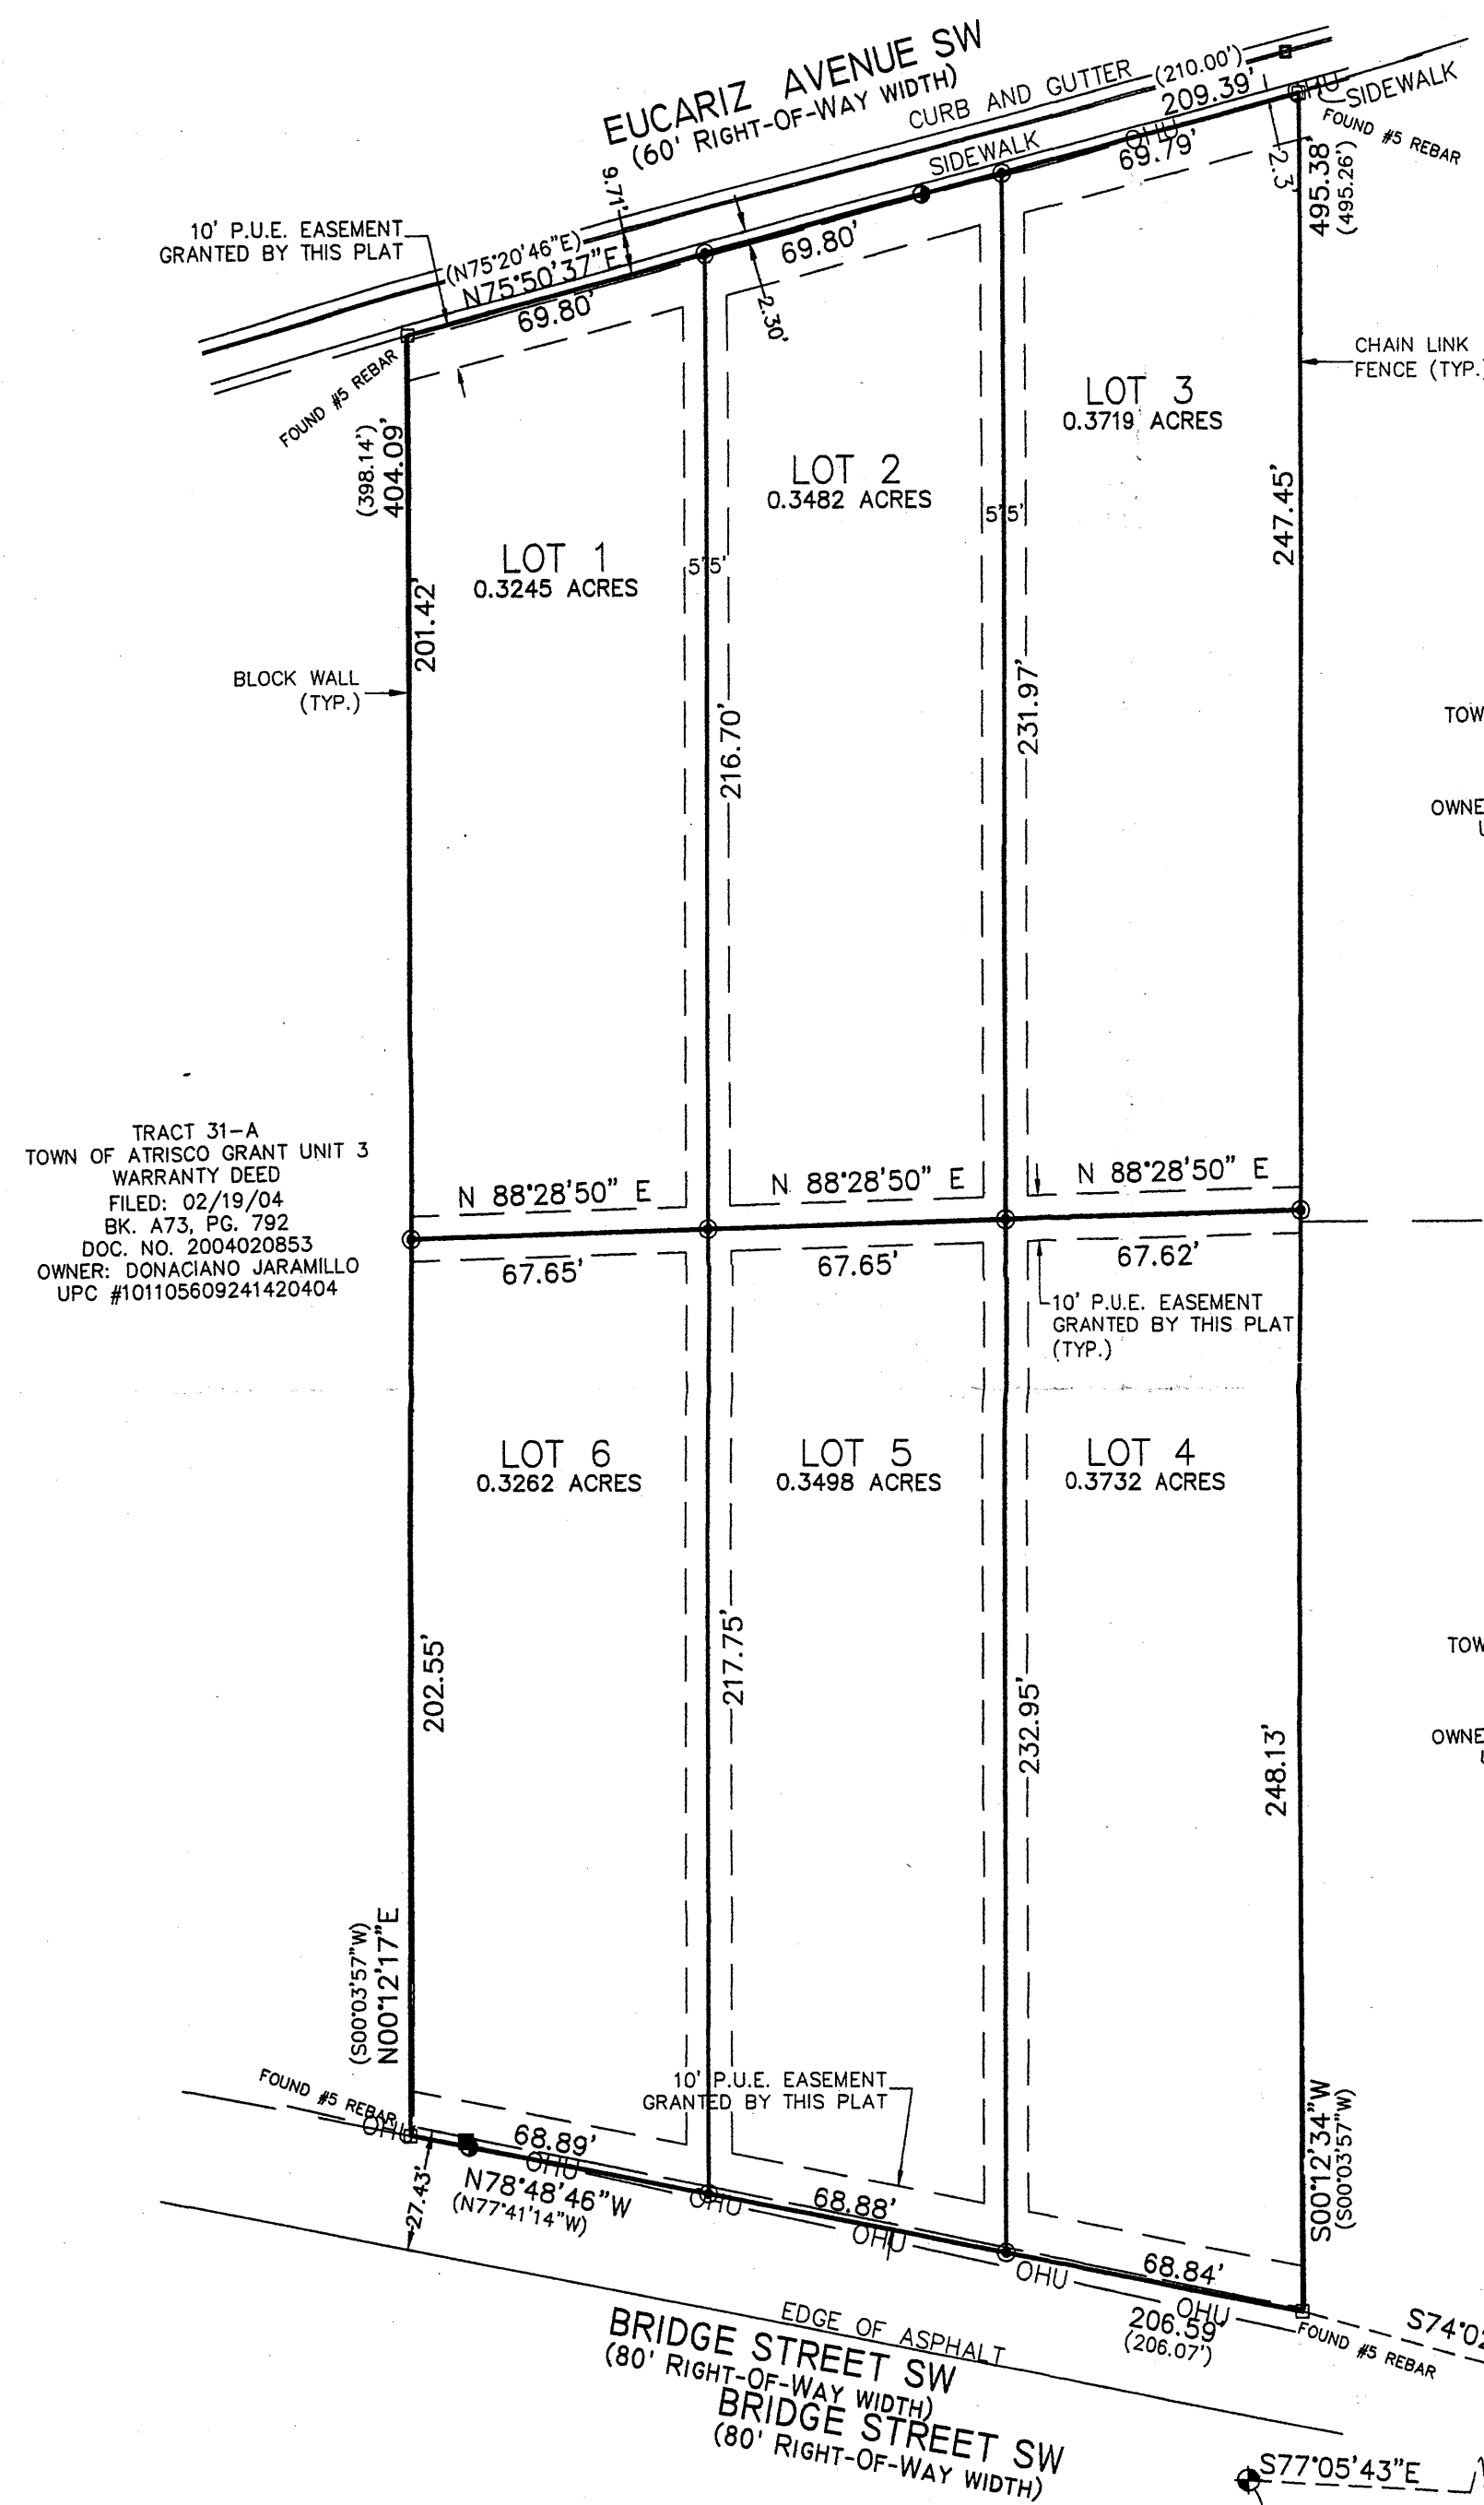 EUCARIZ AVENUE SW
(60' RIGHT-OF-WAY WIDTH)
CURB AND GUTTER
(210.00')
209.39'
OHU
SIDEWALK
FOUND #5 REBAR
SIDEWALK
OHU
69.79'
2.3'
495.38'
(495.26')
9.71'
10' P.U.E. EASEMENT
GRANTED BY THIS PLAT
(N75°20'46"E)
N75°50'37"E
69.80'
69.80'
2.30'
FOUND #5 REBAR
CHAIN LINK
FENCE (TYP.)
(398.14')
404.09'
LOT 3
0.3719 ACRES
LOT 2
0.3482 ACRES
LOT 1
0.3245 ACRES
5' 5'
5' 5'
247.45'
201.42'
BLOCK WALL
(TYP.)
216.70'
231.97'
TOW
OWNE
U
TRACT 31-A
TOWN OF ATRISCO GRANT UNIT 3
WARRANTY DEED
FILED: 02/19/04
BK. A73, PG. 792
DOC. NO. 2004020853
OWNER: DONACIANO JARAMILLO
UPC #101105609241420404
N 88°28'50" E
N 88°28'50" E
N 88°28'50" E
67.65'
67.65'
67.62'
10' P.U.E. EASEMENT
GRANTED BY THIS PLAT
(TYP.)
LOT 6
0.3262 ACRES
LOT 5
0.3498 ACRES
LOT 4
0.3732 ACRES
202.55'
217.75'
232.95'
248.13'
TOW
OWNE
(S00°03'57"W)
N00°12'17"E
FOUND #5 REBAR
OHU
10' P.U.E. EASEMENT
GRANTED BY THIS PLAT
68.89'
OHU
N78°48'46"W
(N77°41'14"W)
27.43'
OHU
68.88'
OHU
OHU
68.84'
OHU
206.59'
(206.07')
S00°12'34"W
(S00°03'57"W)
FOUND #5 REBAR
S74°02
EDGE OF ASPHALT
BRIDGE STREET SW
(80' RIGHT-OF-WAY WIDTH)
BRIDGE STREET SW
(80' RIGHT-OF-WAY WIDTH)
S77°05'43"E